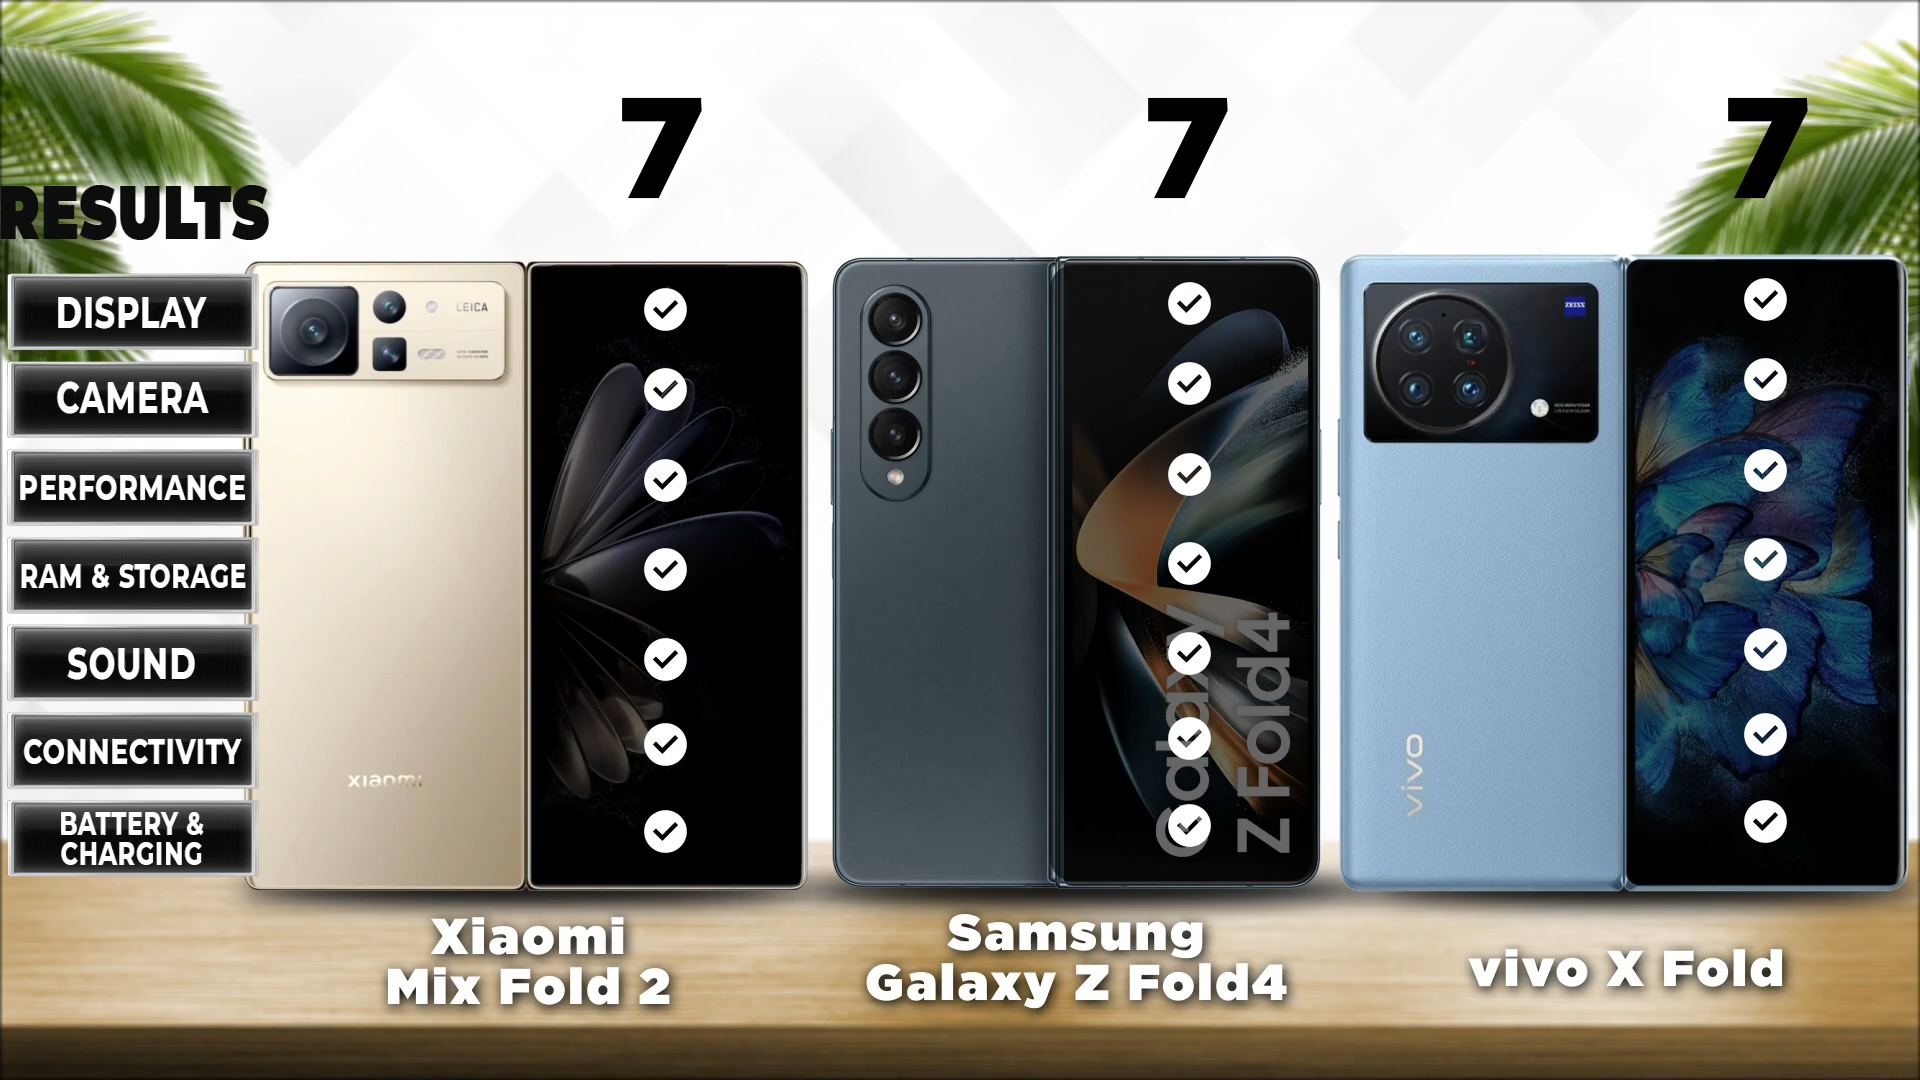 7
7
7
RESULTS
DISPLAY
CAMERA
PERFORMANCE
RAM & STORAGE
SOUND
CONNECTIVITY
BATTERY &
CHARGING
LEICA
xiaomi
Galaxy
Z Fold4
ZEISS
vivo
Xiaomi
Mix Fold 2
Samsung
Galaxy Z Fold4
vivo X Fold